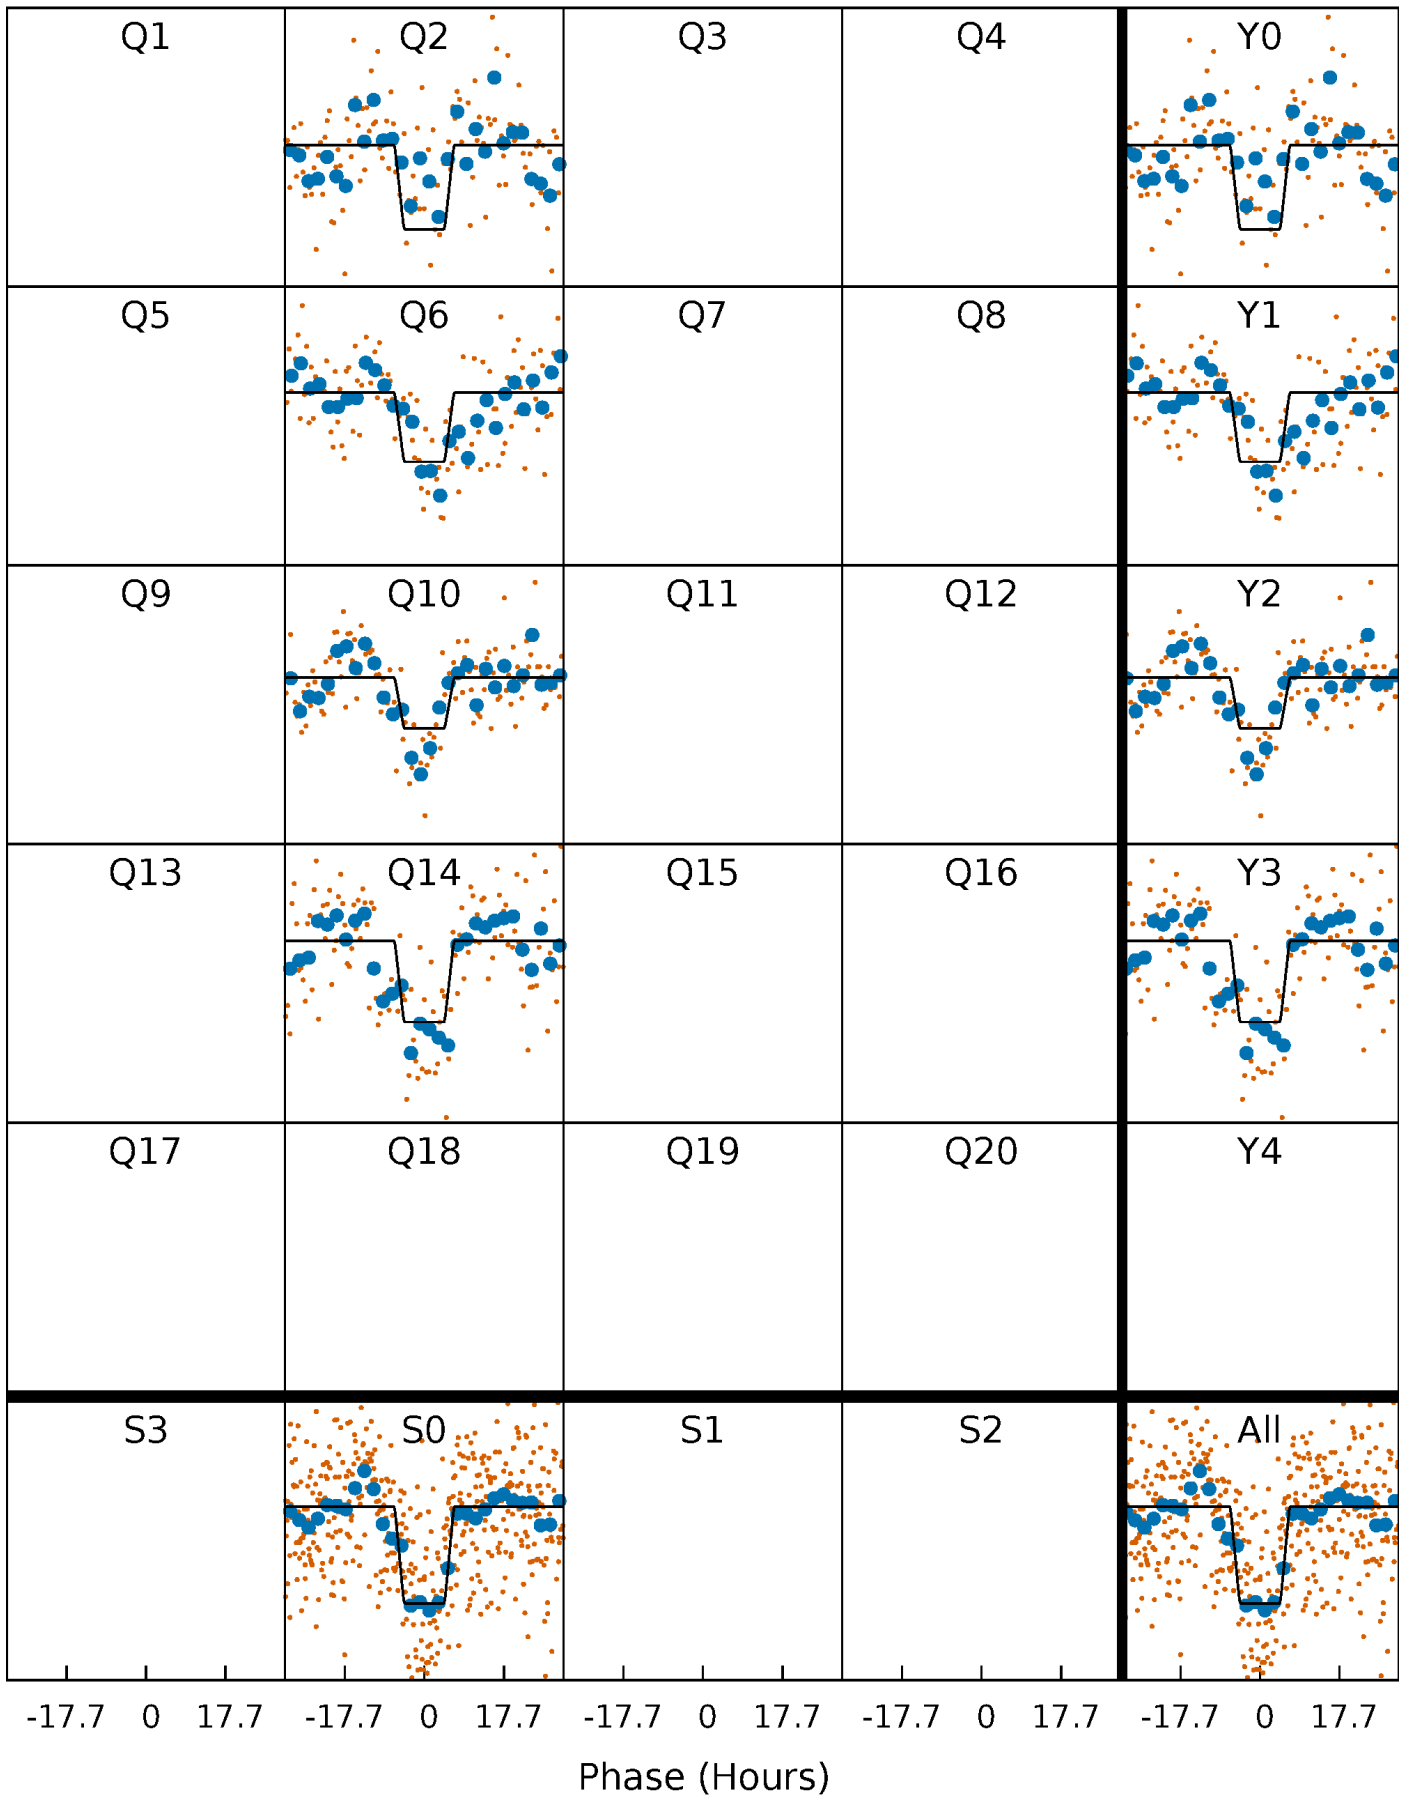 Q1 Q2 Q3 Q4 Y0
Q5 Q6 Q7 Q8 Y1
Q9 Q10 Q11 Q12 Y2
Q13 Q14 Q15 Q16 Y3
Q17 Q18 Q19 Q20 Y4
S3 S0 S1 S2 All
-17.7 0 17.7 -17.7 0 17.7 -17.7 0 17.7 -17.7 0 17.7 -17.7 0 17.7
Phase (Hours)